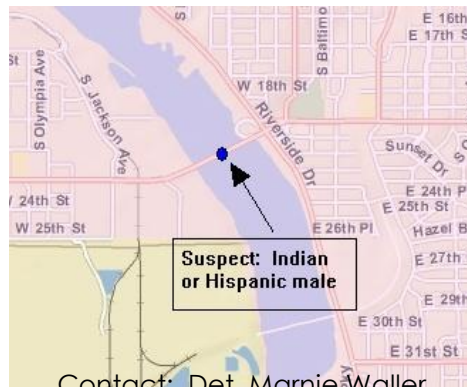 E 16th
E 17th S
S Baltimo
W 18th St
S Olympia Ave
S Jackson Ave
Riverside Dr
Sunset Dr
24th St
E 24th P
E 25th St
W 25th St
E 26th Pl
Hazel B
Suspect: Indian
or Hispanic male
E 27th
E 29th
E 30th St
E 31st St
Contact: Det. Marnie Waller